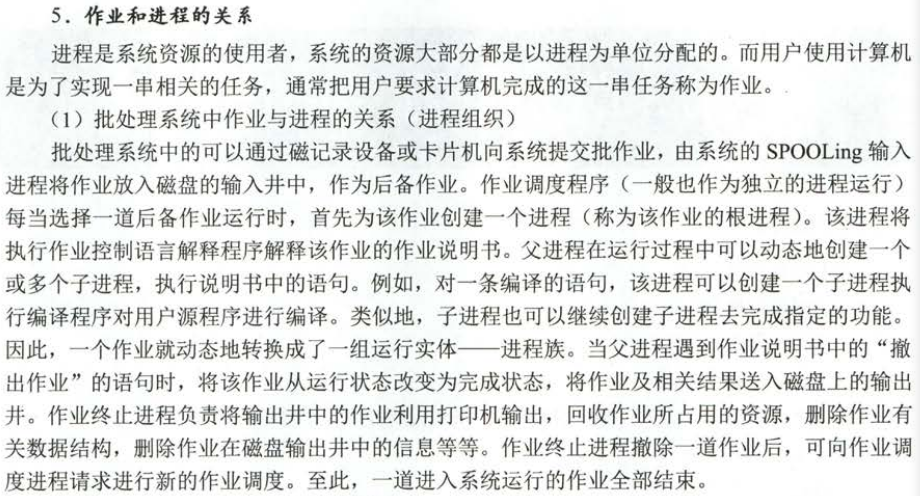 5．作业和进程的关系
进程是系统资源的使用者，系统的资源大部分都是以进程为单位分配的。而用户使用计算机
是为了实现一串相关的任务，通常把用户要求计算机完成的这一串任务称为作业。
（1）批处理系统中作业与进程的关系（进程组织）
批处理系统中的可以通过磁记录设备或卡片机向系统提交批作业，由系统的 SPOOLing 输入
进程将作业放入磁盘的输入井中，作为后备作业。作业调度程序（一般也作为独立的进程运行）
每当选择一道后备作业运行时，首先为该作业创建一个进程（称为该作业的根进程）。该进程将
执行作业控制语言解释程序解释该作业的作业说明书。父进程在运行过程中可以动态地创建一个
或多个子进程，执行说明书中的语句。例如，对一条编译的语句，该进程可以创建一个子进程执
行编译程序对用户源程序进行编译。类似地，子进程也可以继续创建子进程去完成指定的功能。
因此，一个作业就动态地转换成了一组运行实体——进程族。当父进程遇到作业说明书中的“撤
出作业”的语句时，将该作业从运行状态改变为完成状态，将作业及相关结果送入磁盘上的输出
井。作业终止进程负责将输出井中的作业利用打印机输出，回收作业所占用的资源，删除作业有
关数据结构，删除作业在磁盘输出井中的信息等等。作业终止进程撤除一道作业后，可向作业调
度进程请求进行新的作业调度。至此，一道进入系统运行的作业全部结束。